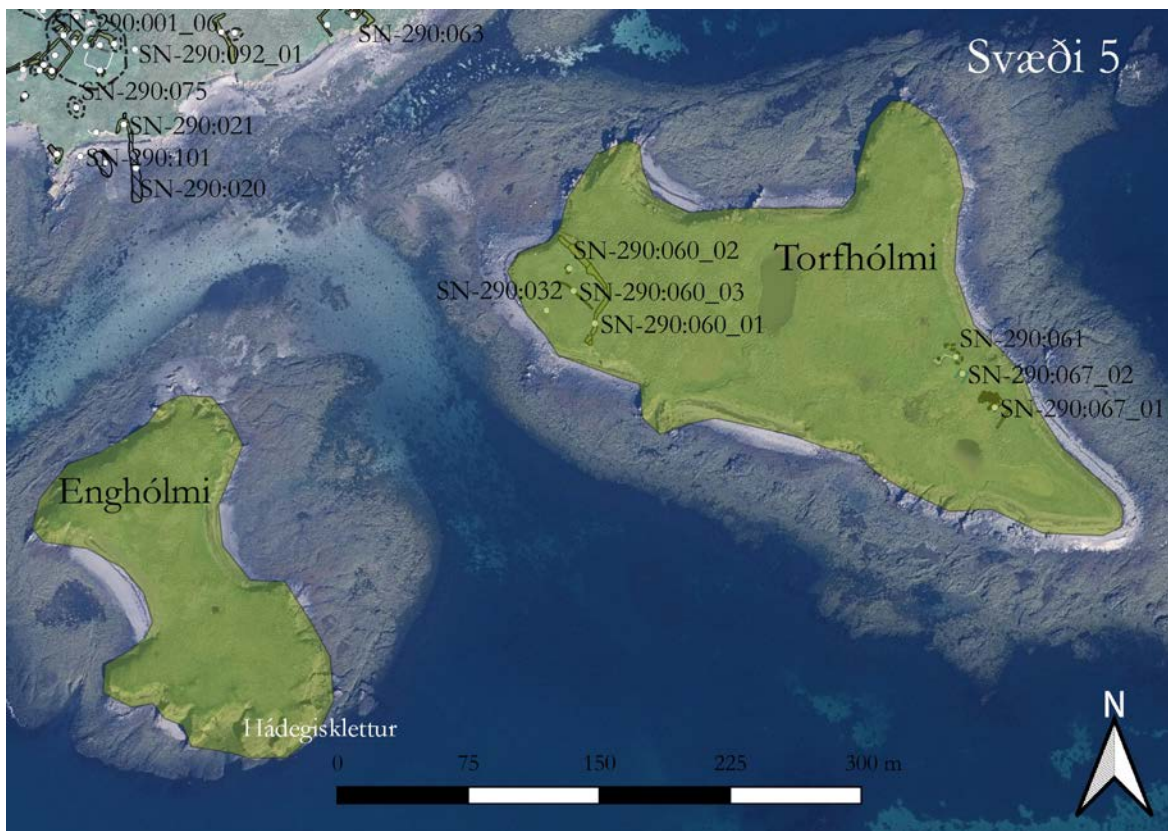 SN-290:001_06
SN-290:063
SN-290:092_01
Svæði 5
SN-290:075
SN-290:021
SN-290:101
SN-290:020
SN-290:060_02
Torfhólmi
SN-290:032
SN-290:060_03
SN-290:060_01
SN-290:061
SN-290:067_02
SN-290:067_01
Enghólmi
Hádegisklettur
N
0 75 150 225 300 m